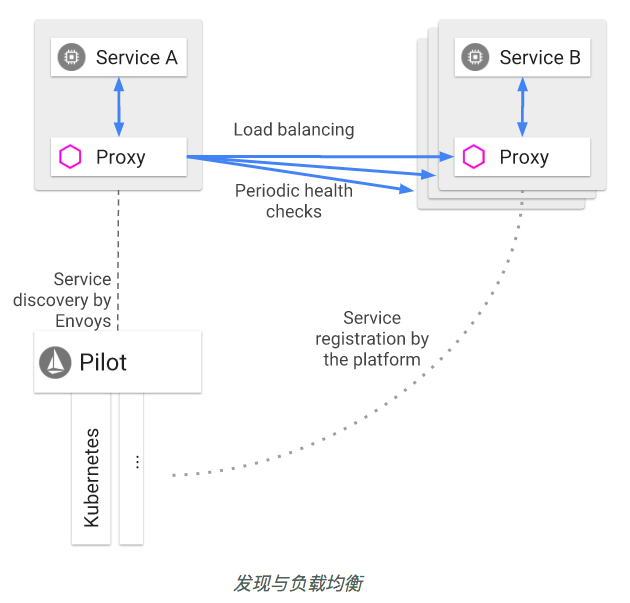 Service A
Service B
Load balancing
Proxy
Proxy
Periodic health
checks
Service
discovery by
Envoys
Service
registration by
the platform
Pilot
Kubernetes
...
发现与负载均衡